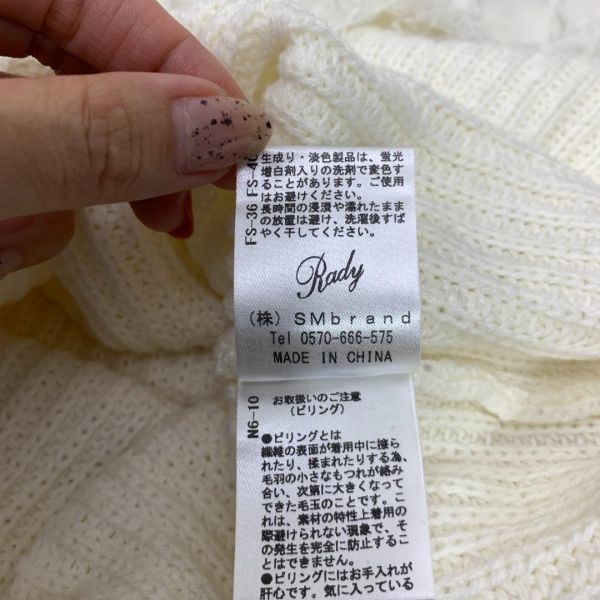 FS-36 FS-40
生成り・淡色製品は、蛍光
増白剤入りの洗剤で変色す
ることがあります。ご使用
はお避けください。
長時間の浸漬や濡れたまま
の放置は避け、洗濯後すば
やく干してください。
Rady
(株) SMbrand
Tel 0570-666-575
MADE IN CHINA
N6-10
お取扱いのご注意
(ピリング)
●ピリングとは
繊維の表面が着用中に擦ら
れたり、揉まれたりする為、
毛羽の小さなもつれが絡み
合い、次第に大きくなって
できた毛玉のことです。こ
れは、素材の特性上着用の
際避けられない現象で、そ
の発生を完全に防止するこ
とはできません。
●ピリングにはお手入れが
肝心です。気に入っている